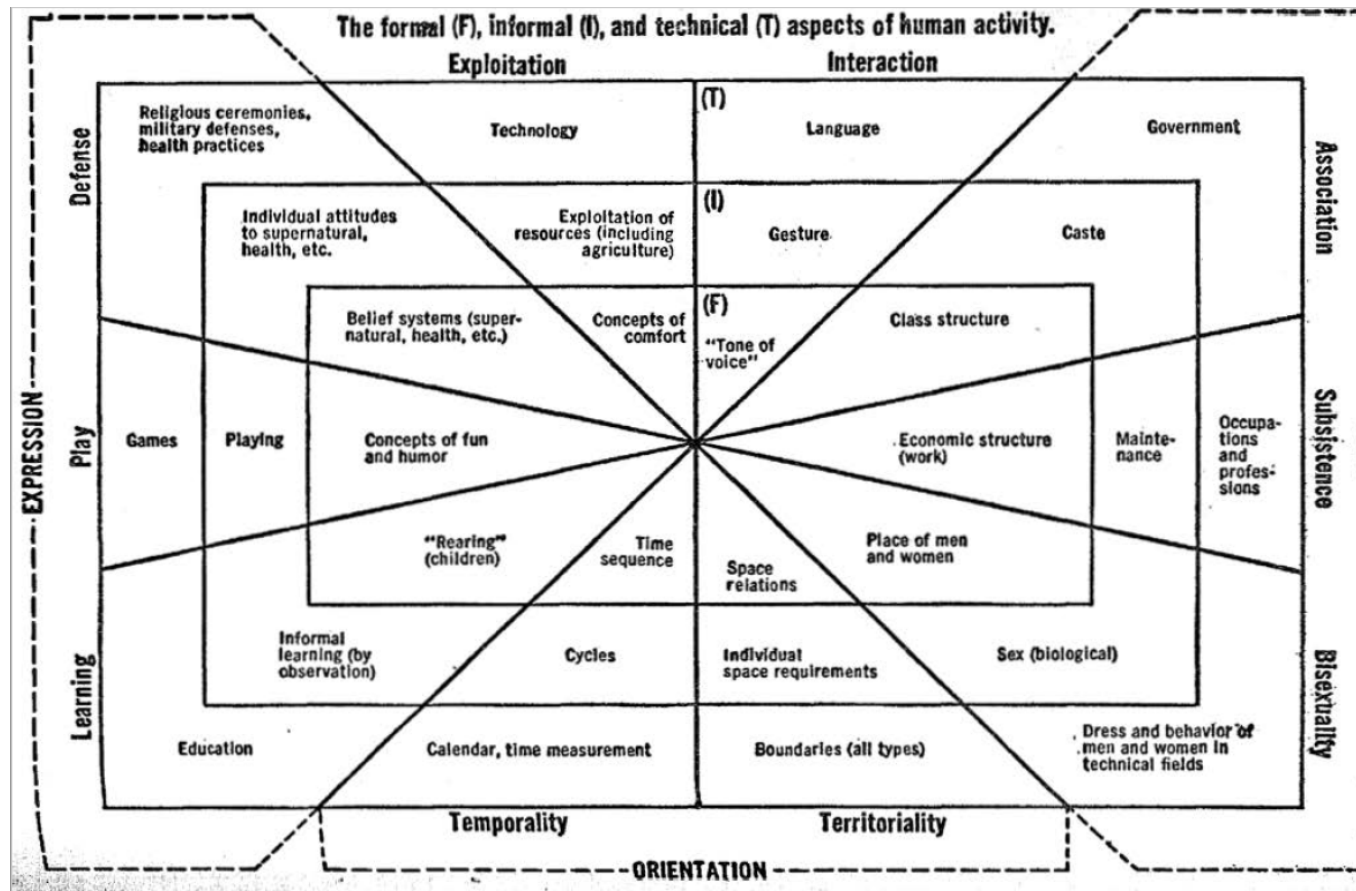 The formal (F), informal (I), and technical (T) aspects of human activity.
Exploitation
Interaction
Religious ceremonies,
military defenses,
health practices
Technology
(T)
Language
Government
Defense
Association
Individual attitudes
to supernatural,
health, etc.
Exploitation of
resources (including
agriculture)
(I)
Gesture
Caste
Belief systems (super-
natural, health, etc.)
Concepts of
comfort
(F)
"Tone of
voice"
Class structure
EXPRESSION
Play
Games
Playing
Concepts of fun
and humor
Economic structure
(work)
Mainte-
nance
Occupa-
tions
and
profes-
sions
Subsistence
"Rearing"
(children)
Time
sequence
Space
relations
Place of men
and women
Learning
Informal
learning (by
observation)
Cycles
Individual
space requirements
Sex (biological)
Bisexuality
Education
Calendar, time measurement
Boundaries (all types)
Dress and behavior of
men and women in
technical fields
Temporality
Territoriality
ORIENTATION